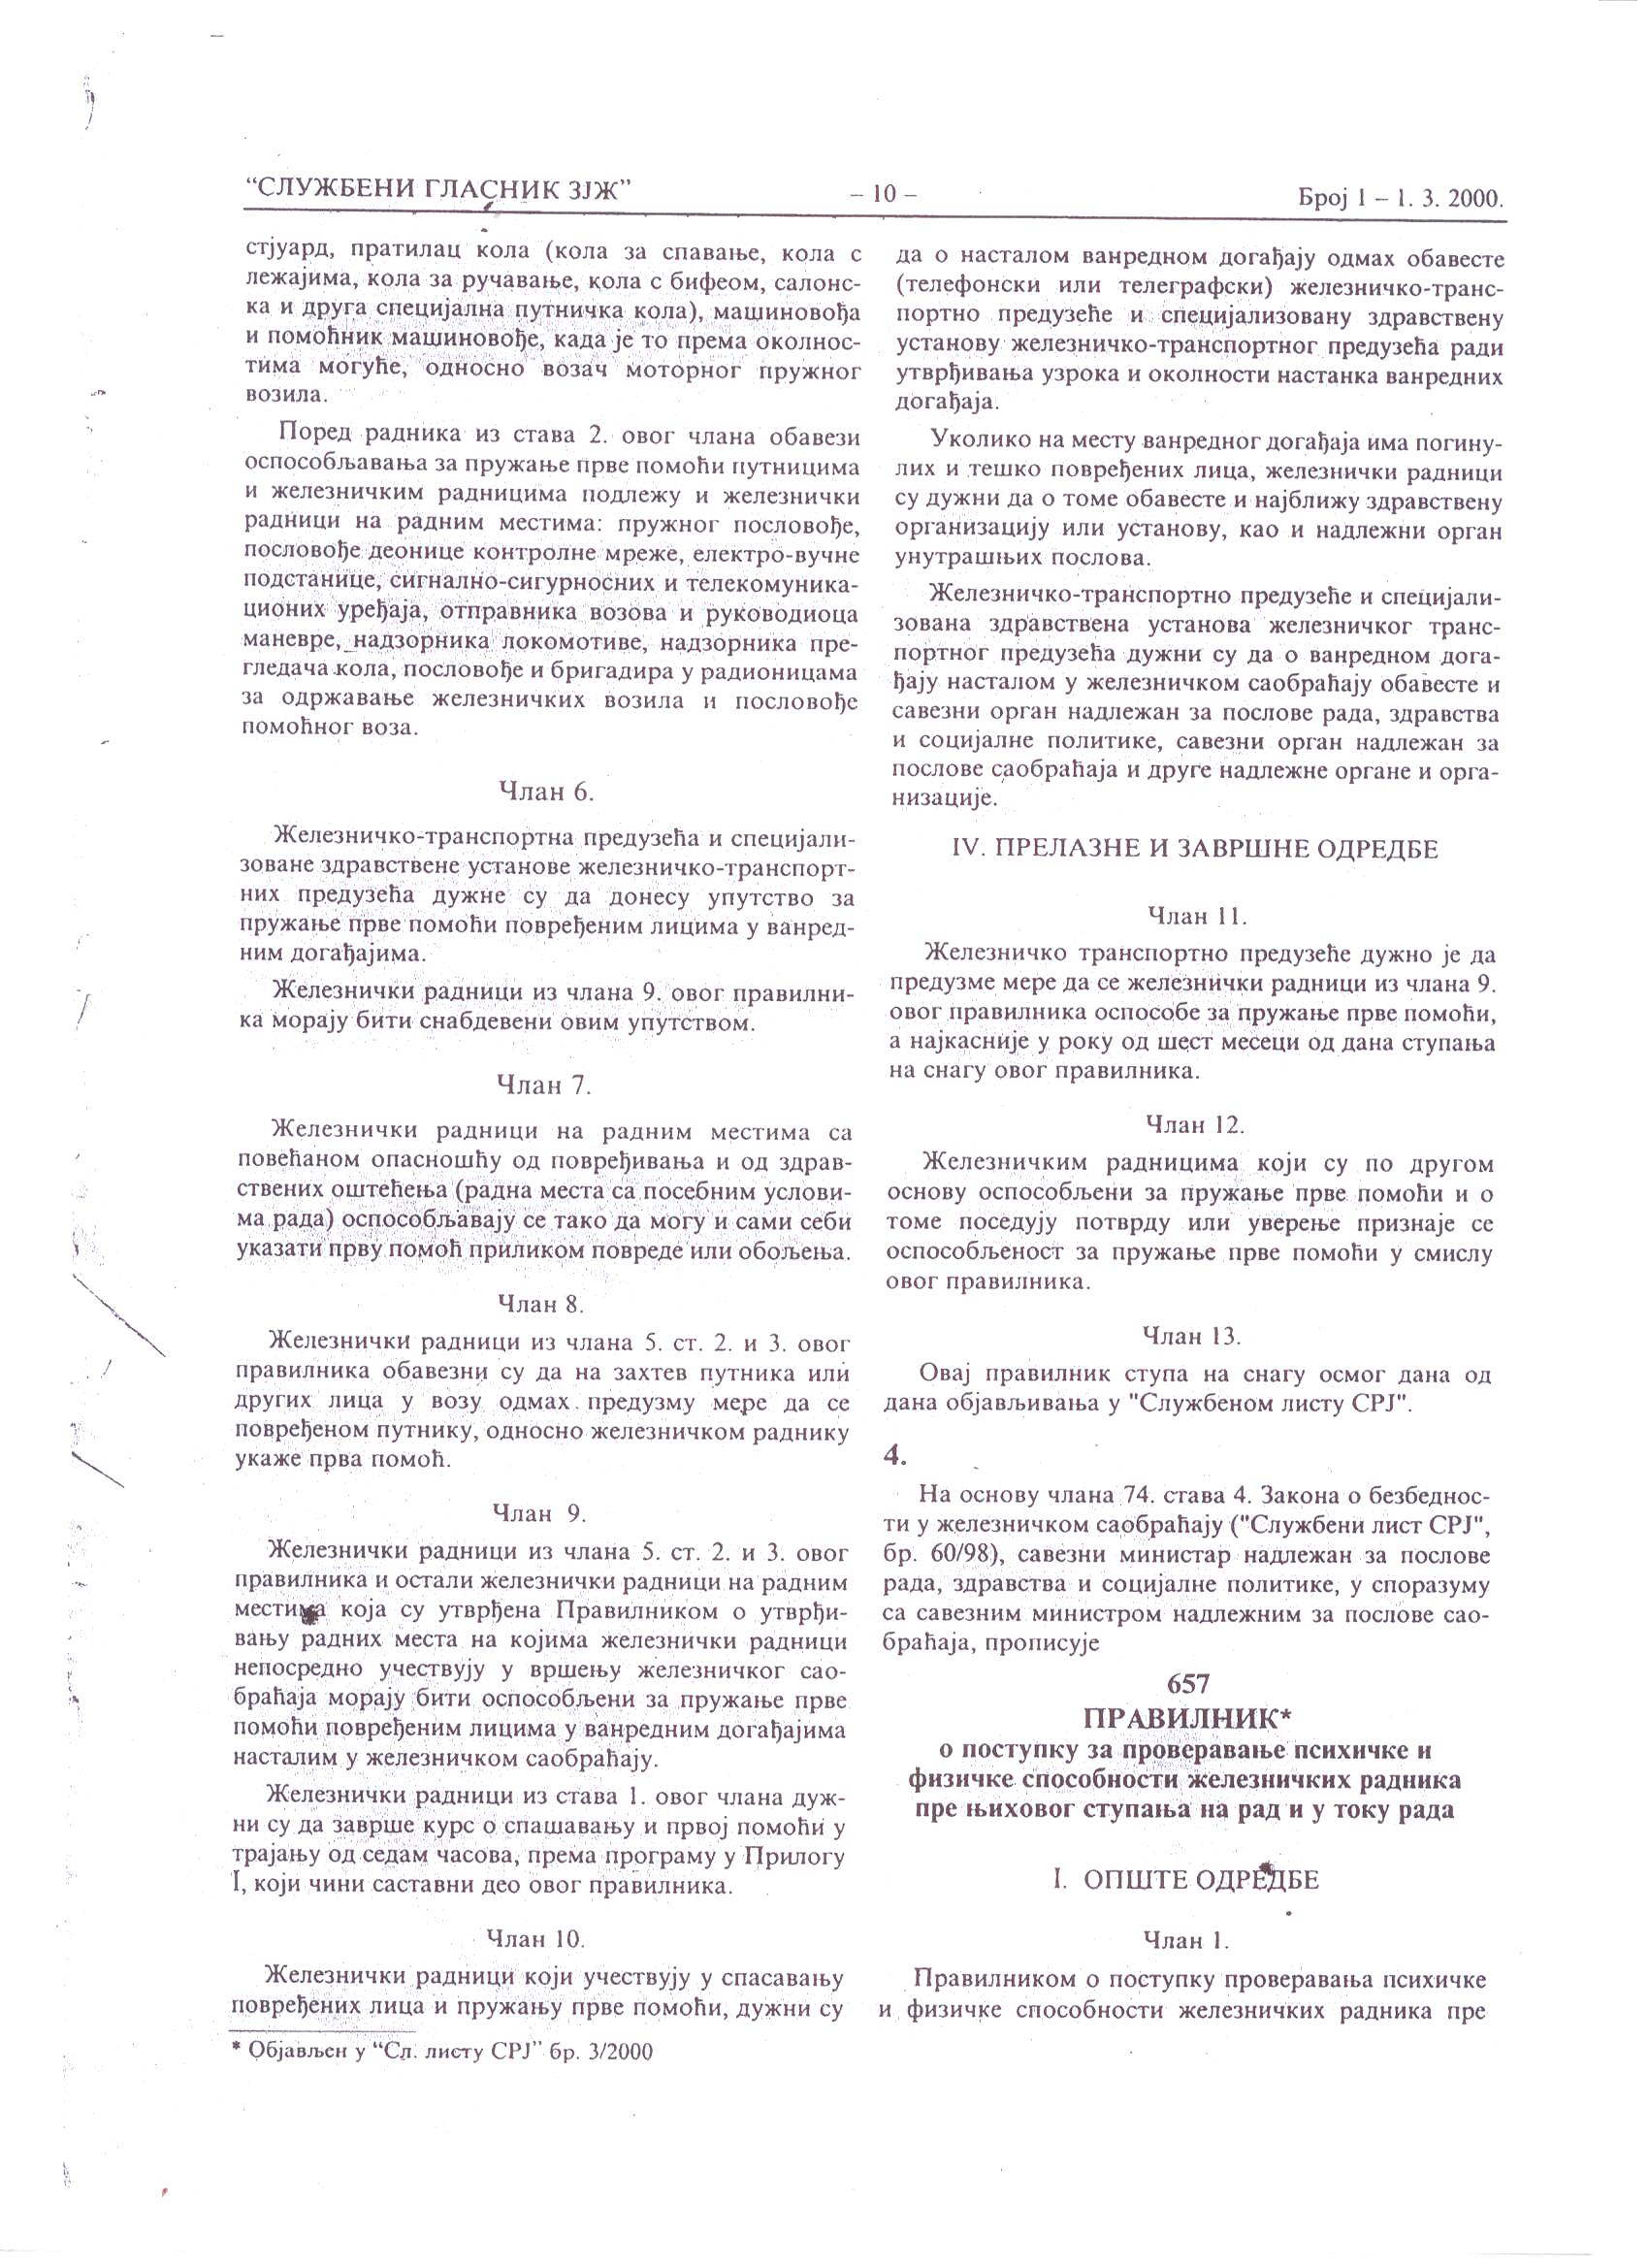 “СЛУЖБЕНИ ГЛАСНИК ЗЈЖ”
– 10 –
Број 1 – 1. 3. 2000.
стјуард, пратилац кола (кола за спавање, кола с
лежајима, кола за ручавање, кола с бифеом, салонс-
ка и друга специјална путничка кола), машиновођа
и помоћник машиновође, када је то према околнос-
тима могуће, односно возач моторног пружног
возила.
Поред радника из става 2. овог члана обавези
оспособљавања за пружање прве помоћи путницима
и железничким радницима подлежу и железнички
радници на радним местима: пружног пословође,
пословође деонице контролне мреже, електро-вучне
подстанице, сигнално-сигурносних и телекомуника-
ционих уређаја, отправника возова и руководиоца
маневре, надзорника локомотиве, надзорника пре-
гледача кола, пословође и бригадира у радионицама
за одржавање железничких возила и пословође
помоћног воза.
Члан 6.
Железничко-транспортна предузећа и специјали-
зоване здравствене установе железничко-транспорт-
них предузећа дужне су да донесу упутство за
пружање прве помоћи повређеним лицима у ванред-
ним догађајима.
Железнички радници из члана 9. овог правилни-
ка морају бити снабдевени овим упутством.
Члан 7.
Железнички радници на радним местима са
повећаном опасношћу од повређивања и од здрав-
ствених оштећења (радна места са посебним услови-
ма рада) оспособљавају се тако да могу и сами себи
указати прву помоћ приликом повреде или обољења.
Члан 8.
Железнички радници из члана 5. ст. 2. и 3. овог
правилника обавезни су да на захтев путника или
других лица у возу одмах предузму мере да се
повређеном путнику, односно железничком раднику
укаже прва помоћ.
Члан 9.
Железнички радници из члана 5. ст. 2. и 3. овог
правилника и остали железнички радници на радним
местима која су утврђена Правилником о утврђи-
вању радних места на којима железнички радници
непосредно учествују у вршењу железничког сао-
браћаја морају бити оспособљени за пружање прве
помоћи повређеним лицима у ванредним догађајима
насталим у железничком саобраћају.
Железнички радници из става 1. овог члана дуж-
ни су да заврше курс о спашавању и првој помоћи у
трајању од седам часова, према програму у Прилогу
I, који чини саставни део овог правилника.
Члан 10.
Железнички радници који учествују у спасавању
повређених лица и пружању прве помоћи, дужни су
* Објављен у “Сл. листу СРЈ” бр. 3/2000
да о насталом ванредном догађају одмах обавесте
(телефонски или телеграфски) железничко-транс-
портно предузеће и специјализовану здравствену
установу железничко-транспортног предузећа ради
утврђивања узрока и околности настанка ванредних
догађаја.
Уколико на месту ванредног догађаја има погину-
лих и тешко повређених лица, железнички радници
су дужни да о томе обавесте и најближу здравствену
организацију или установу, као и надлежни орган
унутрашњих послова.
Железничко-транспортно предузеће и специјали-
зована здравствена установа железничког транс-
портног предузећа дужни су да о ванредном дога-
ђају насталом у железничком саобраћају обавесте и
савезни орган надлежан за послове рада, здравства
и социјалне политике, савезни орган надлежан за
послове саобраћаја и друге надлежне органе и орга-
низације.
IV. ПРЕЛАЗНЕ И ЗАВРШНЕ ОДРЕДБЕ
Члан 11.
Железничко транспортно предузеће дужно је да
предузме мере да се железнички радници из члана 9.
овог правилника оспособе за пружање прве помоћи,
а најкасније у року од шест месеци од дана ступања
на снагу овог правилника.
Члан 12.
Железничким радницима који су по другом
основу оспособљени за пружање прве помоћи и о
томе поседују потврду или уверење признаје се
оспособљеност за пружање прве помоћи у смислу
овог правилника.
Члан 13.
Овај правилник ступа на снагу осмог дана од
дана објављивања у "Службеном листу СРЈ".
4.
На основу члана 74. става 4. Закона о безбеднос-
ти у железничком саобраћају ("Службени лист СРЈ",
бр. 60/98), савезни министар надлежан за послове
рада, здравства и социјалне политике, у споразуму
са савезним министром надлежним за послове сао-
браћаја, прописује
657
ПРАВИЛНИК*
о поступку за проверавање психичке и
физичке способности железничких радника
пре њиховог ступања на рад и у току рада
I. ОПШТЕ ОДРЕДБЕ
Члан 1.
Правилником о поступку проверавања психичке
и физичке способности железничких радника пре